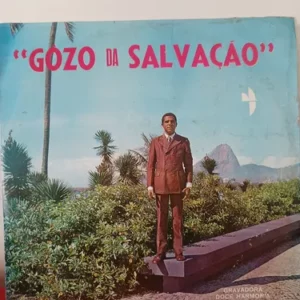 "GOZO DA SALVAÇÃO"
GRAVADORA
DOCE HARMONIA